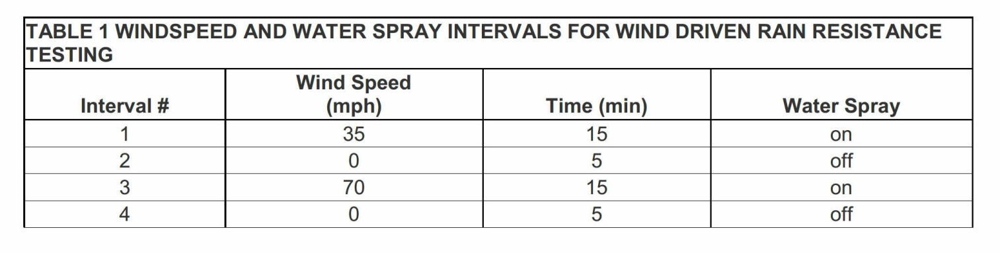 TABLE 1 WINDSPEED AND WATER SPRAY INTERVALS FOR WIND DRIVEN RAIN RESISTANCE
TESTING
Interval # Wind Speed (mph) Time (min) Water Spray
1 35 15 on
2 0 5 off
3 70 15 on
4 0 5 off